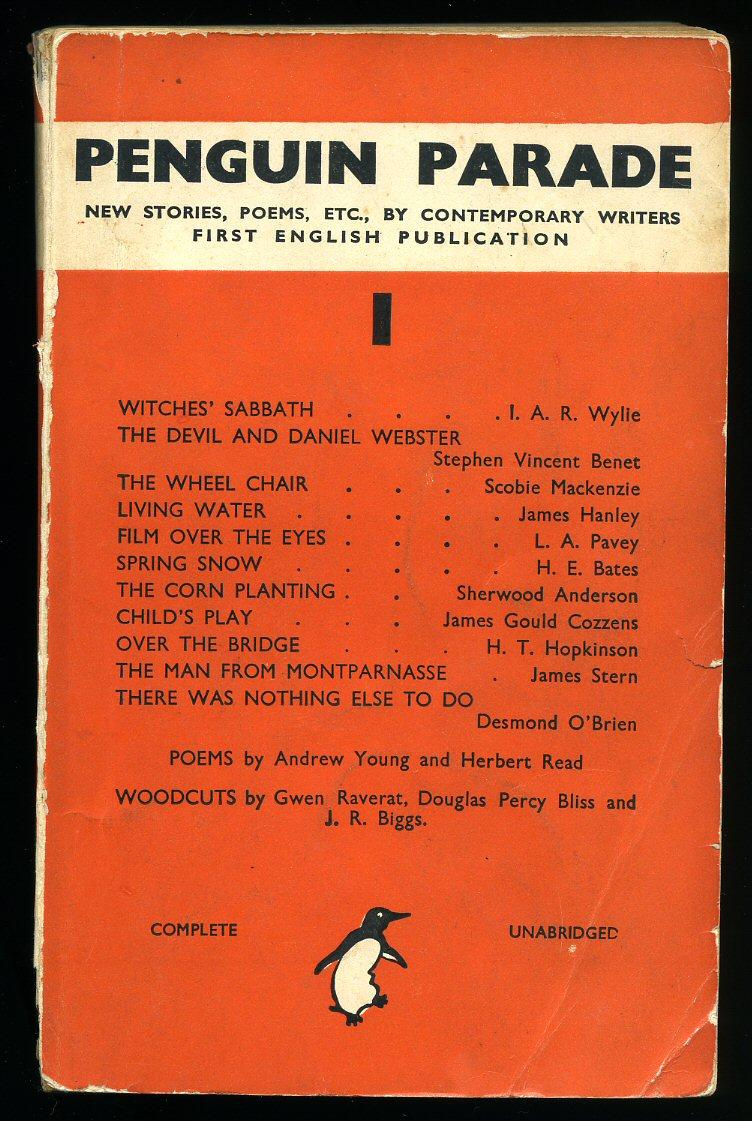 PENGUIN PARADE
NEW STORIES, POEMS, ETC., BY CONTEMPORARY WRITERS
FIRST ENGLISH PUBLICATION
I
WITCHES' SABBATH . . . . I. A. R. Wylie
THE DEVIL AND DANIEL WEBSTER
Stephen Vincent Benet
THE WHEEL CHAIR . . . Scobie Mackenzie
LIVING WATER . . . . . James Hanley
FILM OVER THE EYES . . . . L. A. Pavey
SPRING SNOW . . . . . H. E. Bates
THE CORN PLANTING . . Sherwood Anderson
CHILD'S PLAY . . . James Gould Cozzens
OVER THE BRIDGE . . . H. T. Hopkinson
THE MAN FROM MONTPARNASSE . James Stern
THERE WAS NOTHING ELSE TO DO
Desmond O'Brien
POEMS by Andrew Young and Herbert Read
WOODCUTS by Gwen Raverat, Douglas Percy Bliss and
J. R. Biggs.
COMPLETE UNABRIDGED